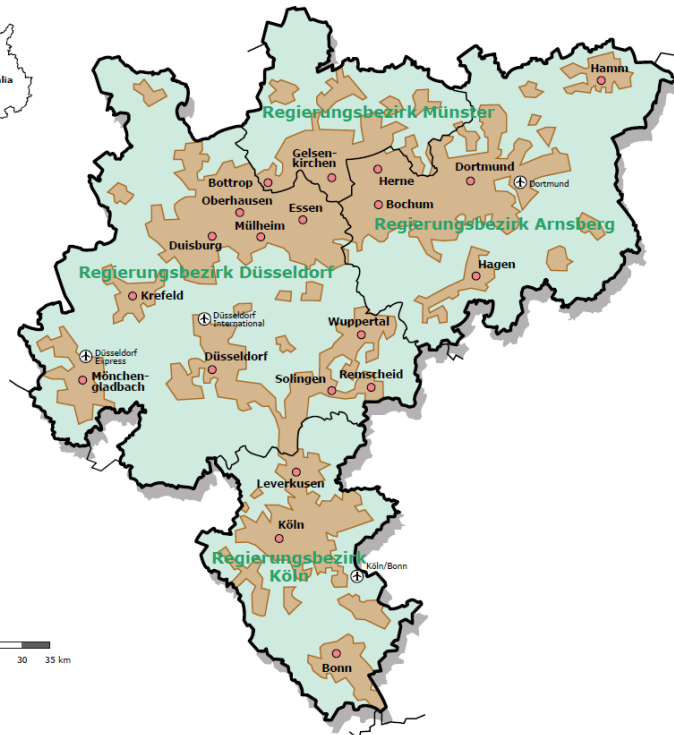 Hamm
Regierungsbezirk Münster
Gelsen-
kirchen
Dortmund
Herne
Bottrop
Dortmund
Oberhausen
Essen
Bochum
Mülheim
Regierungsbezirk Arnsberg
Duisburg
Hagen
Regierungsbezirk Düsseldorf
Krefeld
Düsseldorf
International
Wuppertal
Düsseldorf
Express
Düsseldorf
Mönchen-
gladbach
Solingen
Remscheid
Leverkusen
Köln
Regierungsbezirk
Köln
Köln/Bonn
30 35 km
Bonn